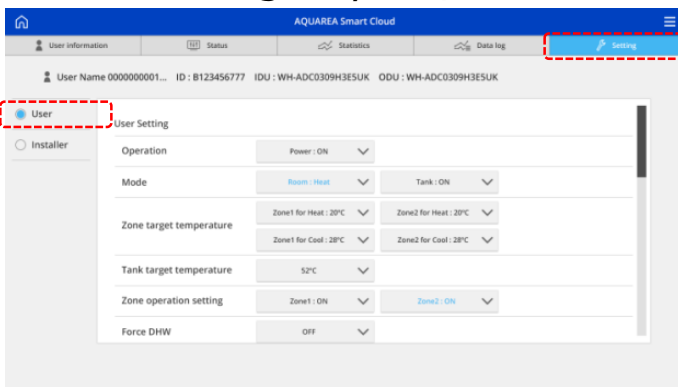 AQUAREA Smart Cloud
User information Status Statistics Data log Setting
User Name 0000000001... ID : B123456777 IDU : WH-ADC0309H3E5UK ODU : WH-ADC0309H3E5UK
User
Installer
User Setting
Operation Power : ON
Mode Room : Heat Tank : ON
Zone target temperature
Zone1 for Heat : 20°C Zone2 for Heat : 20°C
Zone1 for Cool : 28°C Zone2 for Cool : 28°C
Tank target temperature 52°C
Zone operation setting Zone1 : ON Zone2 : ON
Force DHW OFF